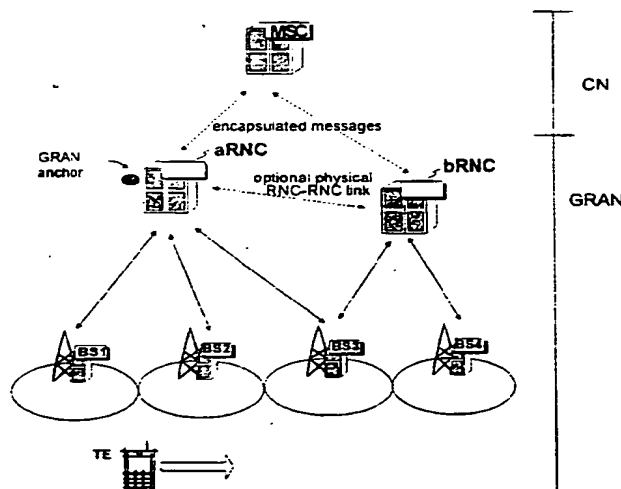 MSC
CN
encapsulated messages
aRNC
GRAN
anchor
optional physical
RNC-RNC link
bRNC
GRAN
BS1
BS2
BS3
BS4
TE